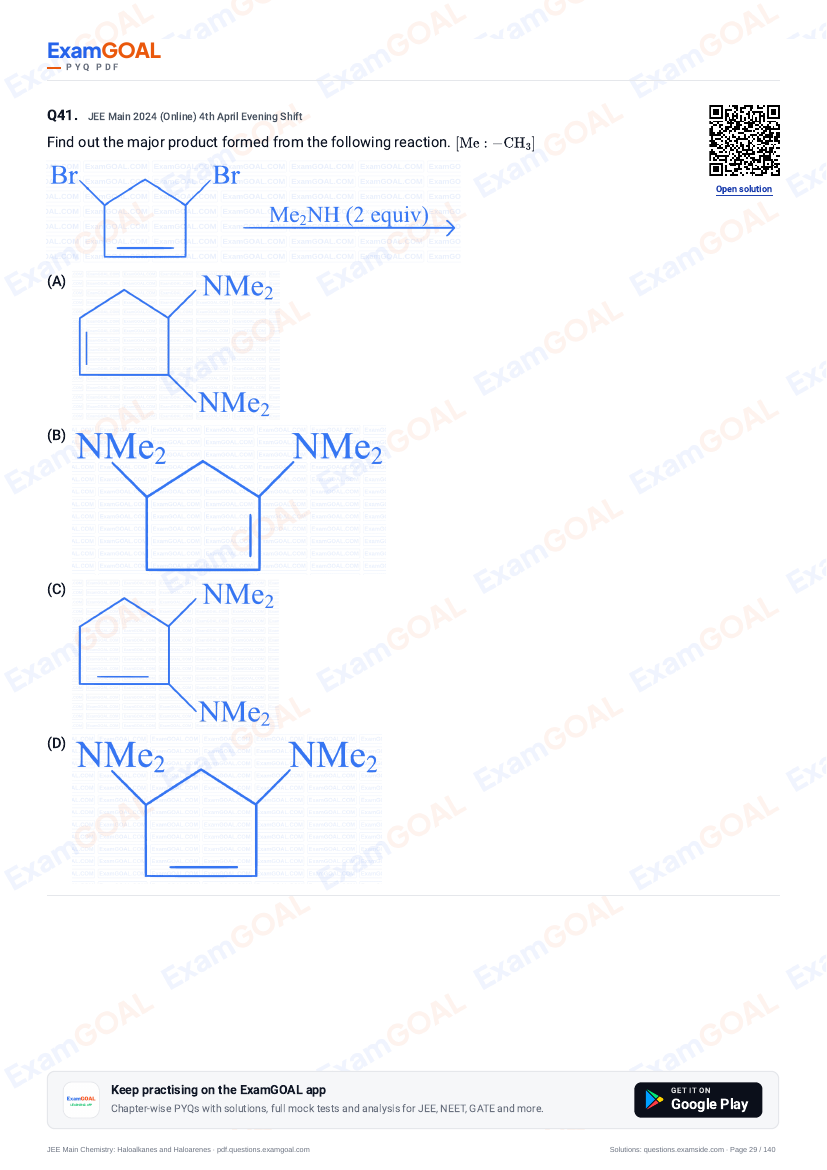 ExamGOAL
PYQ PDF
Q41. JEE Main 2024 (Online) 4th April Evening Shift
Find out the major product formed from the following reaction. [Me : −CH₃]
Open solution
Br Br
Me₂NH (2 equiv)
(A)
NMe₂
NMe₂
(B)
NMe₂ NMe₂
(C)
NMe₂
NMe₂
(D)
NMe₂ NMe₂
Keep practising on the ExamGOAL app
Chapter-wise PYQs with solutions, full mock tests and analysis for JEE, NEET, GATE and more.
GET IT ON
Google Play
JEE Main Chemistry: Haloalkanes and Haloarenes · pdf.questions.examgoal.com
Solutions: questions.examside.com · Page 29 / 140